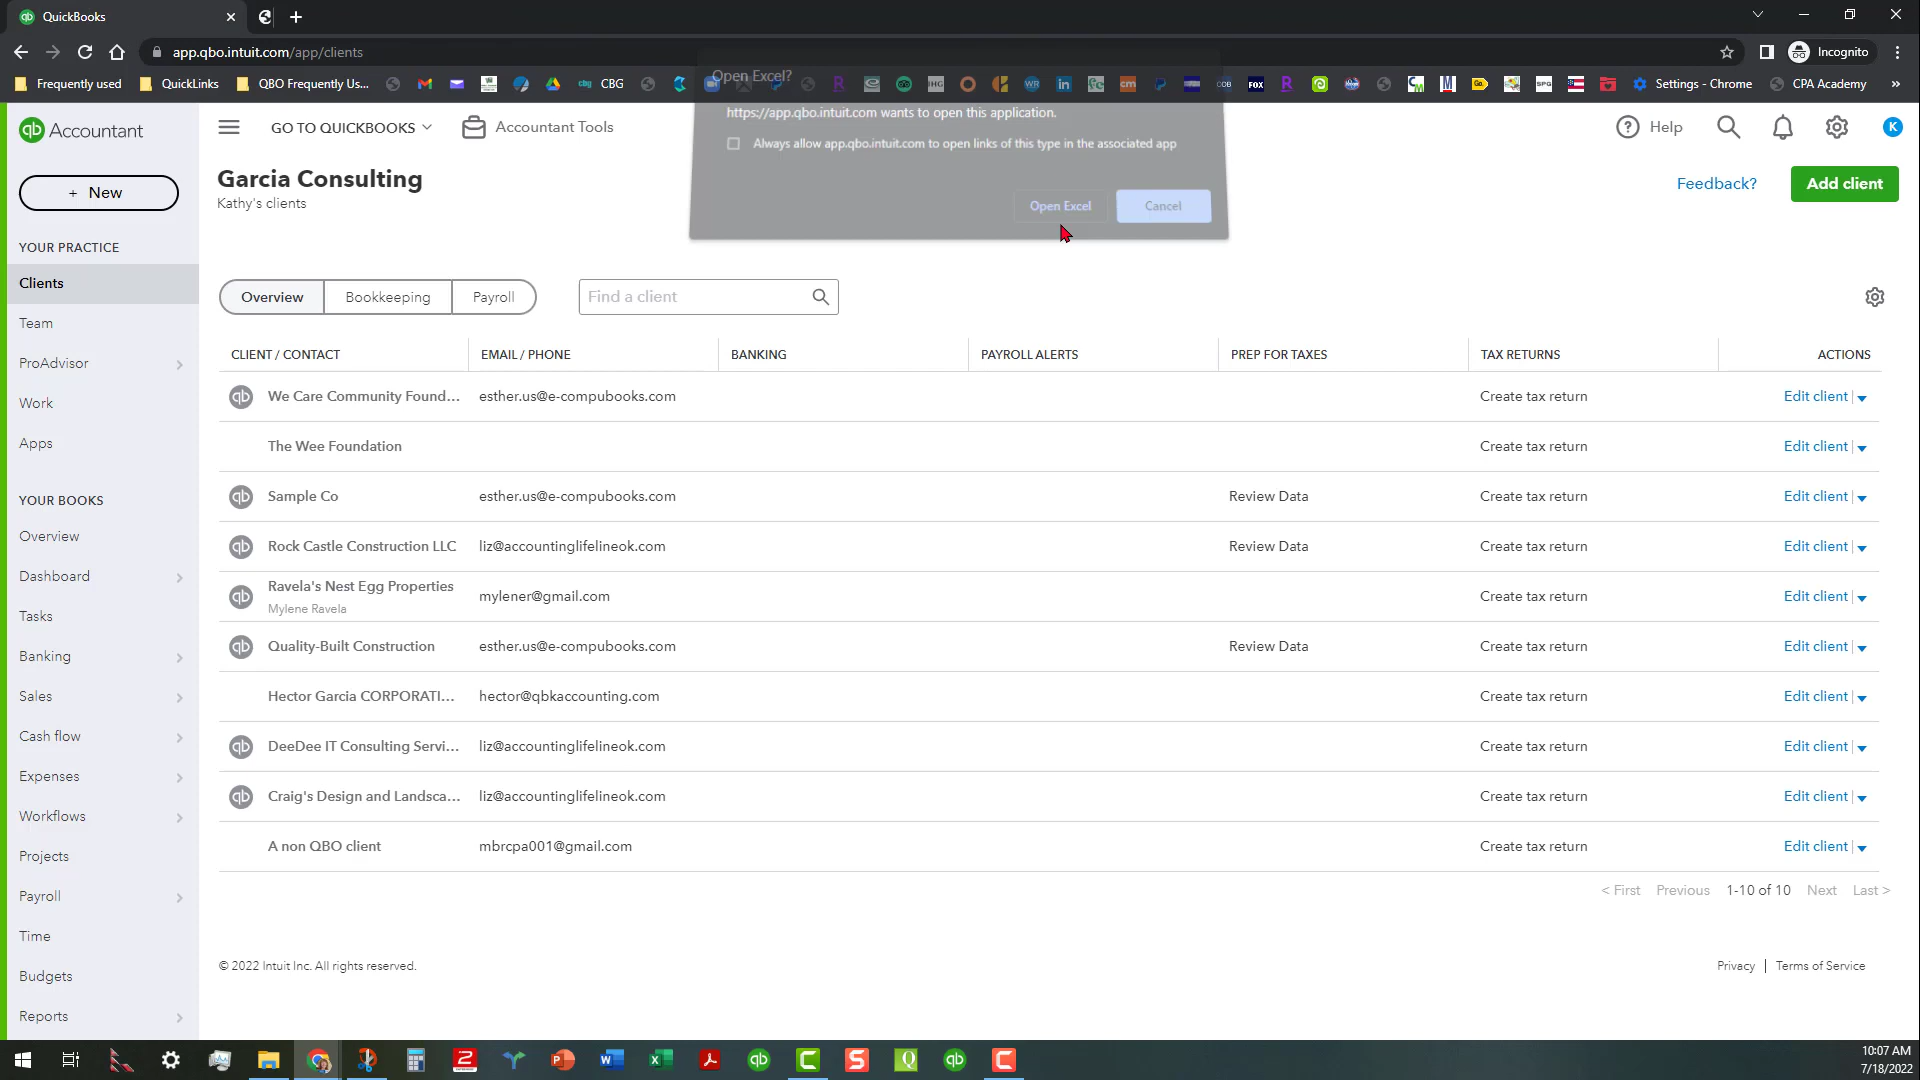 QuickBooks
app.qbo.intuit.com/app/clients
Incognito
Frequently used
QuickLinks
QBO Frequently Us...
CBG
Settings - Chrome
CPA Academy
»
Open Excel?
https://app.qbo.intuit.com wants to open this application.
Always allow app.qbo.intuit.com to open links of this type in the associated app
Open Excel
Cancel
qb Accountant
GO TO QUICKBOOKS
Accountant Tools
Help
K
+ New
Garcia Consulting
Kathy's clients
Feedback?
Add client
YOUR PRACTICE
Clients
Team
ProAdvisor
Work
Apps
YOUR BOOKS
Overview
Dashboard
Tasks
Banking
Sales
Cash flow
Expenses
Workflows
Projects
Payroll
Time
Budgets
Reports
Overview
Bookkeeping
Payroll
Find a client
CLIENT / CONTACT EMAIL / PHONE BANKING PAYROLL ALERTS PREP FOR TAXES TAX RETURNS ACTIONS
qb We Care Community Found... esther.us@e-compubooks.com Create tax return Edit client
The Wee Foundation Create tax return Edit client
qb Sample Co esther.us@e-compubooks.com Review Data Create tax return Edit client
qb Rock Castle Construction LLC liz@accountinglifelineok.com Review Data Create tax return Edit client
qb Ravela's Nest Egg Properties mylener@gmail.com Create tax return Edit client
Mylene Ravela
qb Quality-Built Construction esther.us@e-compubooks.com Review Data Create tax return Edit client
Hector Garcia CORPORATI... hector@qbkaccounting.com Create tax return Edit client
qb DeeDee IT Consulting Servi... liz@accountinglifelineok.com Create tax return Edit client
qb Craig's Design and Landsca... liz@accountinglifelineok.com Create tax return Edit client
A non QBO client mbrcpa001@gmail.com Create tax return Edit client
< First Previous 1-10 of 10 Next Last >
© 2022 Intuit Inc. All rights reserved.
Privacy | Terms of Service
10:07 AM
7/18/2022